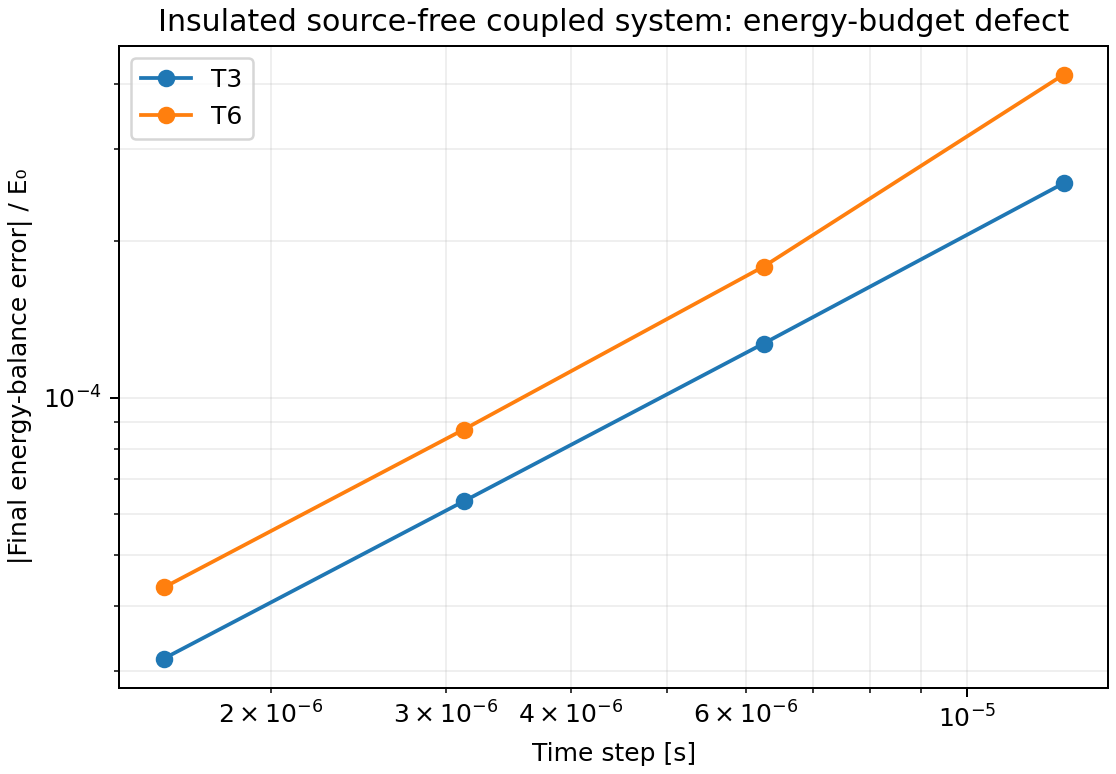 Insulated source-free coupled system: energy-budget defect
T3
T6
|Final energy-balance error| / E₀
10⁻⁴
2 × 10⁻⁶
3 × 10⁻⁶
4 × 10⁻⁶
6 × 10⁻⁶
10⁻⁵
Time step [s]